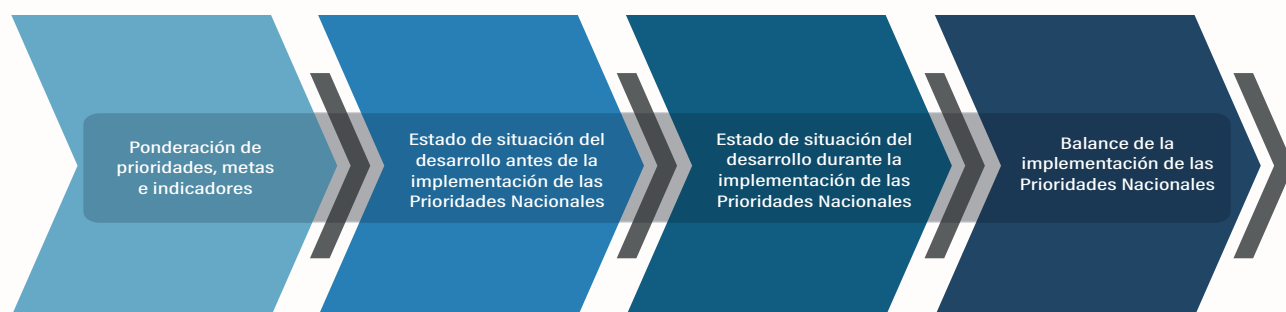 Ponderación de
prioridades, metas
e indicadores
Estado de situación del
desarrollo antes de la
implementación de las
Prioridades Nacionales
Estado de situación del
desarrollo durante la
implementación de las
Prioridades Nacionales
Balance de la
implementación de las
Prioridades Nacionales